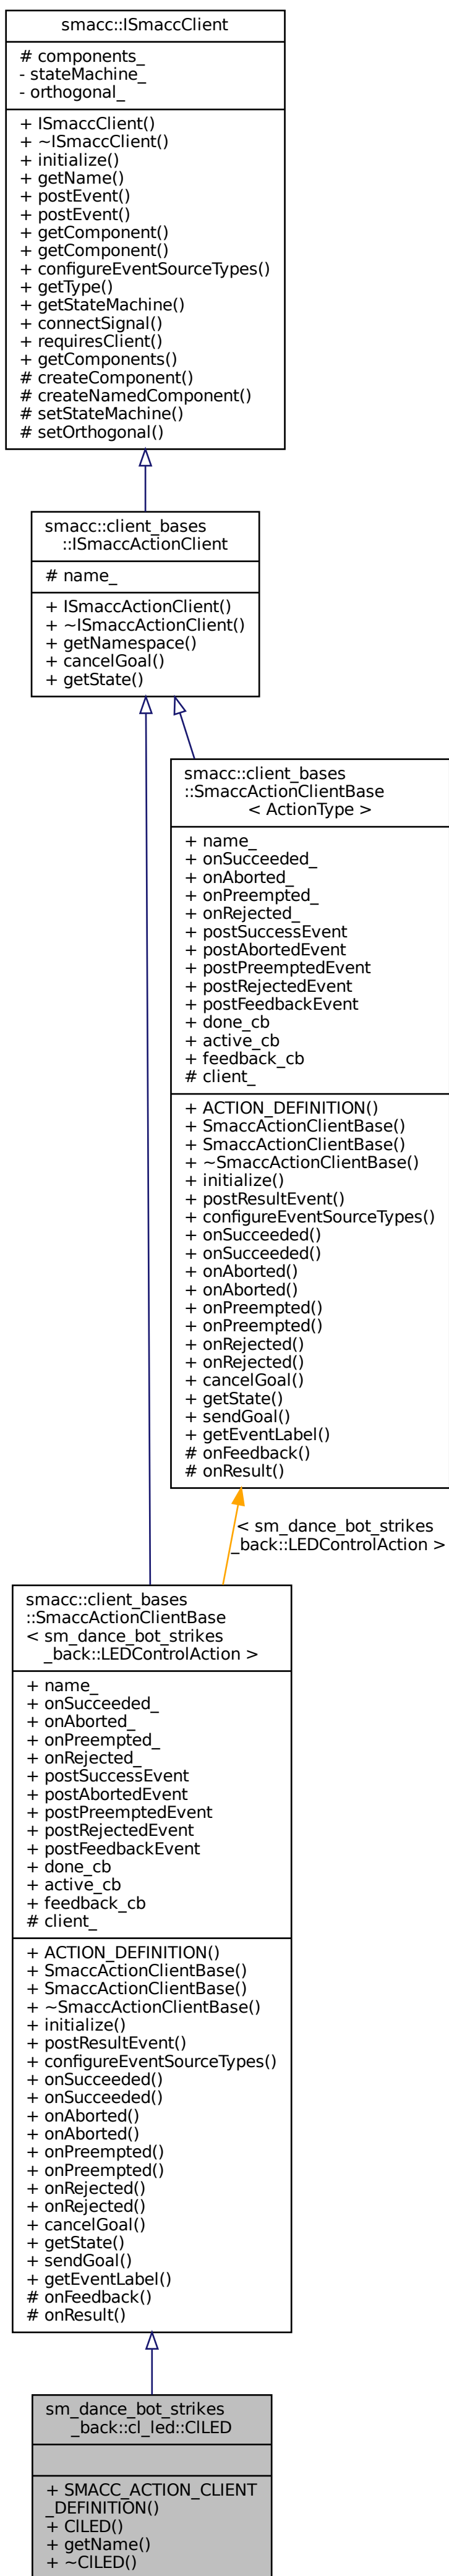 smacc::ISmaccClient
# components_
- stateMachine_
- orthogonal_
+ ISmaccClient()
+ ~ISmaccClient()
+ initialize()
+ getName()
+ postEvent()
+ postEvent()
+ getComponent()
+ getComponent()
+ configureEventSourceTypes()
+ getType()
+ getStateMachine()
+ connectSignal()
+ requiresClient()
+ getComponents()
# createComponent()
# createNamedComponent()
# setStateMachine()
# setOrthogonal()
smacc::client_bases
::ISmaccActionClient
# name_
+ ISmaccActionClient()
+ ~ISmaccActionClient()
+ getNamespace()
+ cancelGoal()
+ getState()
smacc::client_bases
::SmaccActionClientBase
< ActionType >
+ name_
+ onSucceeded_
+ onAborted_
+ onPreempted_
+ onRejected_
+ postSuccessEvent
+ postAbortedEvent
+ postPreemptedEvent
+ postRejectedEvent
+ postFeedbackEvent
+ done_cb
+ active_cb
+ feedback_cb
# client_
+ ACTION_DEFINITION()
+ SmaccActionClientBase()
+ SmaccActionClientBase()
+ ~SmaccActionClientBase()
+ initialize()
+ postResultEvent()
+ configureEventSourceTypes()
+ onSucceeded()
+ onSucceeded()
+ onAborted()
+ onAborted()
+ onPreempted()
+ onPreempted()
+ onRejected()
+ onRejected()
+ cancelGoal()
+ getState()
+ sendGoal()
+ getEventLabel()
# onFeedback()
# onResult()
< sm_dance_bot_strikes
_back::LEDControlAction >
smacc::client_bases
::SmaccActionClientBase
< sm_dance_bot_strikes
_back::LEDControlAction >
+ name_
+ onSucceeded_
+ onAborted_
+ onPreempted_
+ onRejected_
+ postSuccessEvent
+ postAbortedEvent
+ postPreemptedEvent
+ postRejectedEvent
+ postFeedbackEvent
+ done_cb
+ active_cb
+ feedback_cb
# client_
+ ACTION_DEFINITION()
+ SmaccActionClientBase()
+ SmaccActionClientBase()
+ ~SmaccActionClientBase()
+ initialize()
+ postResultEvent()
+ configureEventSourceTypes()
+ onSucceeded()
+ onSucceeded()
+ onAborted()
+ onAborted()
+ onPreempted()
+ onPreempted()
+ onRejected()
+ onRejected()
+ cancelGoal()
+ getState()
+ sendGoal()
+ getEventLabel()
# onFeedback()
# onResult()
sm_dance_bot_strikes
_back::cl_led::ClLED
+ SMACC_ACTION_CLIENT
_DEFINITION()
+ ClLED()
+ getName()
+ ~ClLED()